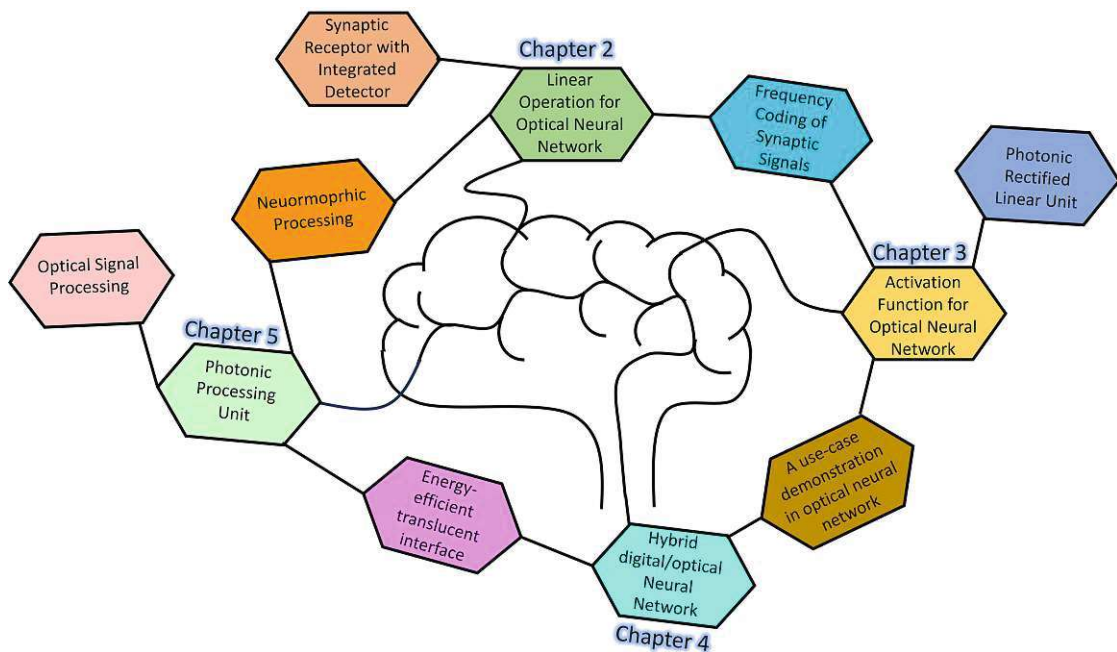 Synaptic
Receptor with
Integrated
Detector
Chapter 2
Linear
Operation for
Optical Neural
Network
Frequency
Coding of
Synaptic
Signals
Photonic
Rectified
Linear Unit
Neuormoprhic
Processing
Optical Signal
Processing
Chapter 3
Activation
Function for
Optical Neural
Network
Chapter 5
Photonic
Processing
Unit
A use-case
demonstration
in optical neural
network
Energy-
efficient
translucent
interface
Hybrid
digital/optical
Neural
Network
Chapter 4